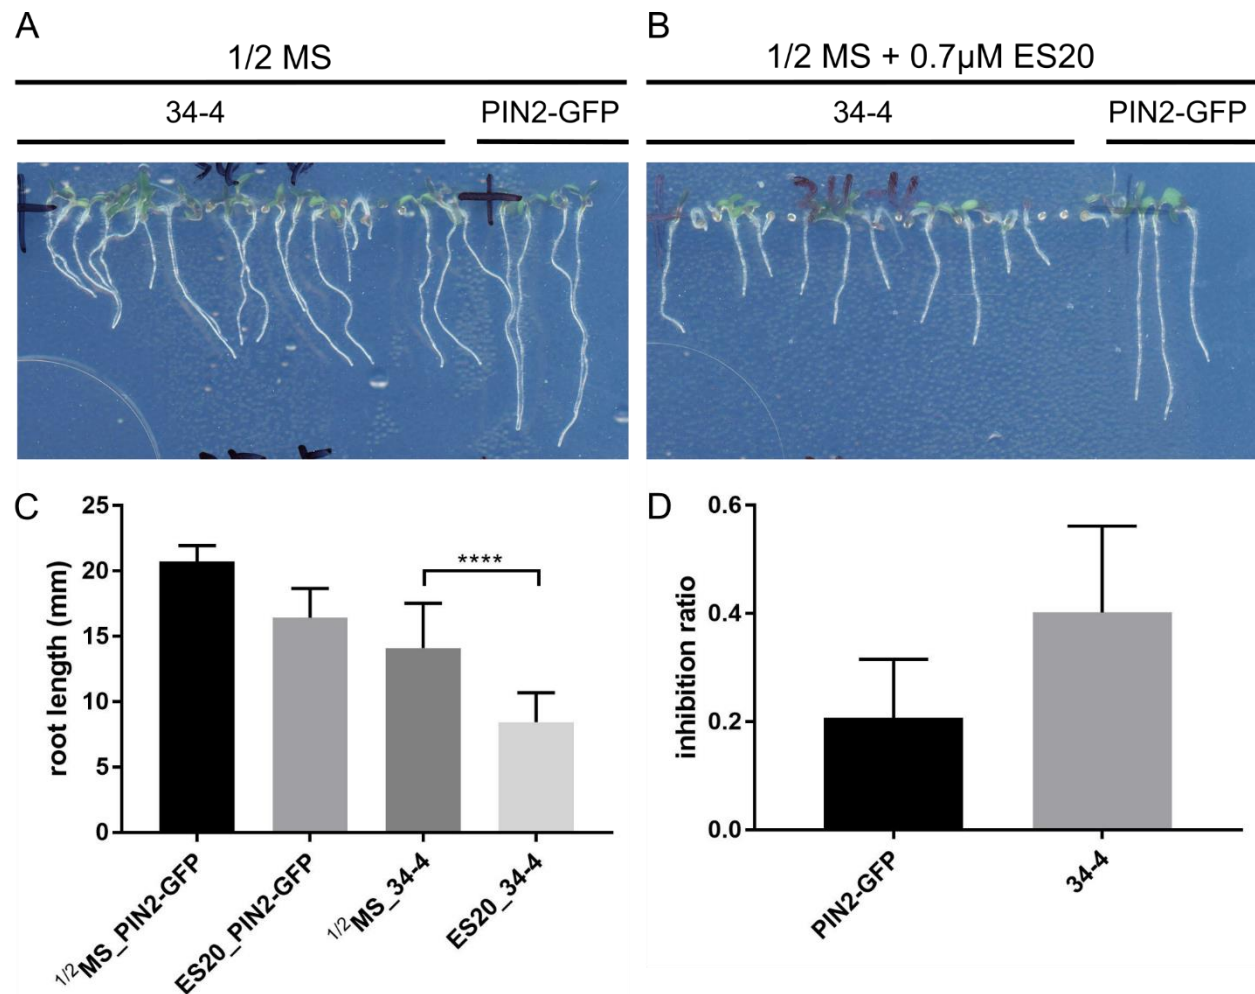 A
1/2 MS
34-4
PIN2-GFP
B
1/2 MS + 0.7µM ES20
34-4
PIN2-GFP
34-4
C
25
20
15
10
5
0
root length (mm)
****
1/2MS_PIN2-GFP
ES20_PIN2-GFP
1/2MS_34-4
ES20_34-4
D
0.6
0.4
0.2
0.0
inhibition ratio
PIN2-GFP
34-4